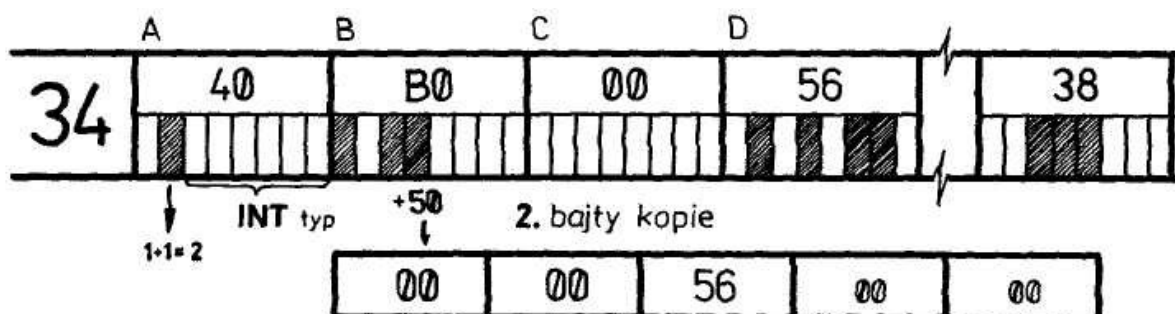 A B C D
34 40 B0 00 56 38
INT typ +50 2. bajty kopie
1+1=2
00 00 56 00 00